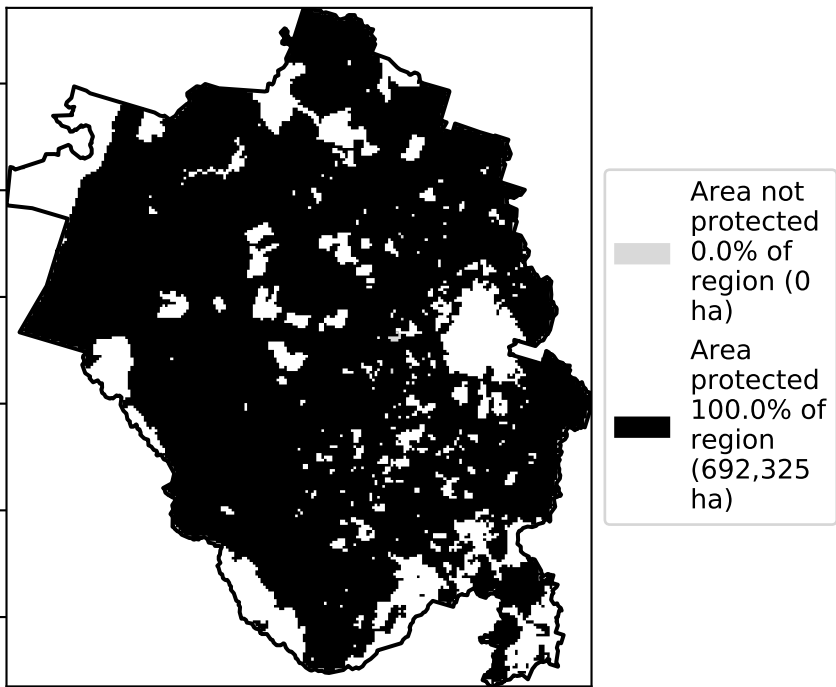 Area not
protected
0.0% of
region (0
ha)
Area
protected
100.0% of
region
(692,325
ha)